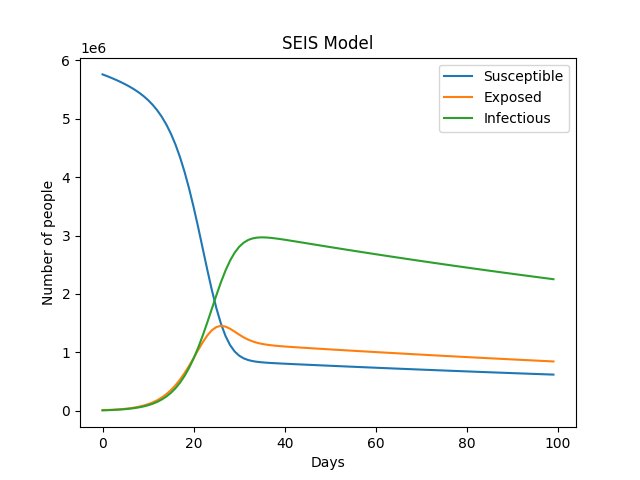 SEIS Model
1e6
Susceptible
Exposed
Infectious
6
5
4
3
2
1
0
Number of people
0 20 40 60 80 100
Days